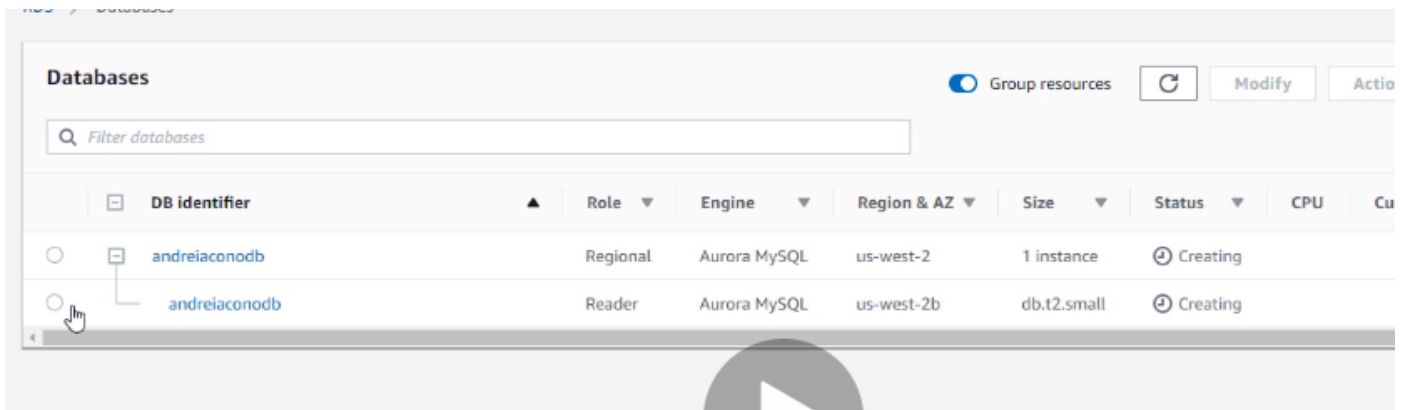 Databases
Group resources Modify
Filter databases
DB identifier Role Engine Region & AZ Size Status CPU
andreiaconodb Regional Aurora MySQL us-west-2 1 instance Creating
andreiaconodb Reader Aurora MySQL us-west-2b db.t2.small Creating